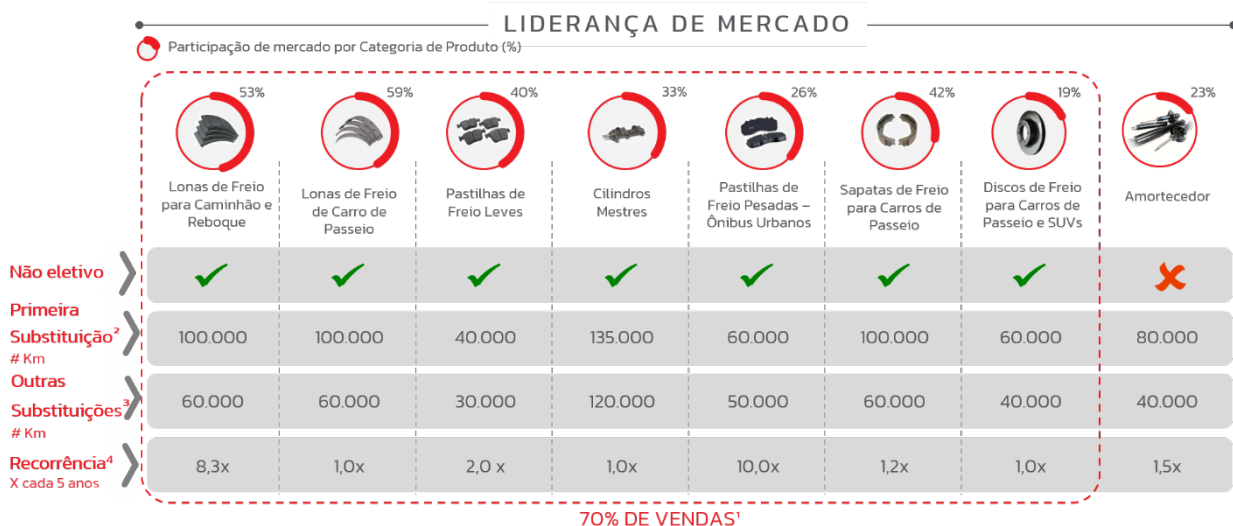 LIDERANÇA DE MERCADO
Participação de mercado por Categoria de Produto (%)
53%
59%
40%
33%
26%
42%
19%
23%
Lonas de Freio
para Caminhão e
Reboque
Lonas de Freio
de Carro de
Passeio
Pastilhas de
Freio Leves
Cilindros
Mestres
Pastilhas de
Freio Pesadas –
Ônibus Urbanos
Sapatas de Freio
para Carros de
Passeio
Discos de Freio
para Carros de
Passeio e SUVs
Amortecedor
Não eletivo
Primeira
Substituição²
# Km
100.000 100.000 40.000 135.000 60.000 100.000 60.000 80.000
Outras
Substituições³
# Km
60.000 60.000 30.000 120.000 50.000 60.000 40.000 40.000
Recorrência⁴
X cada 5 anos
8,3x 1,0x 2,0 x 1,0x 10,0x 1,2x 1,0x 1,5x
70% DE VENDAS¹